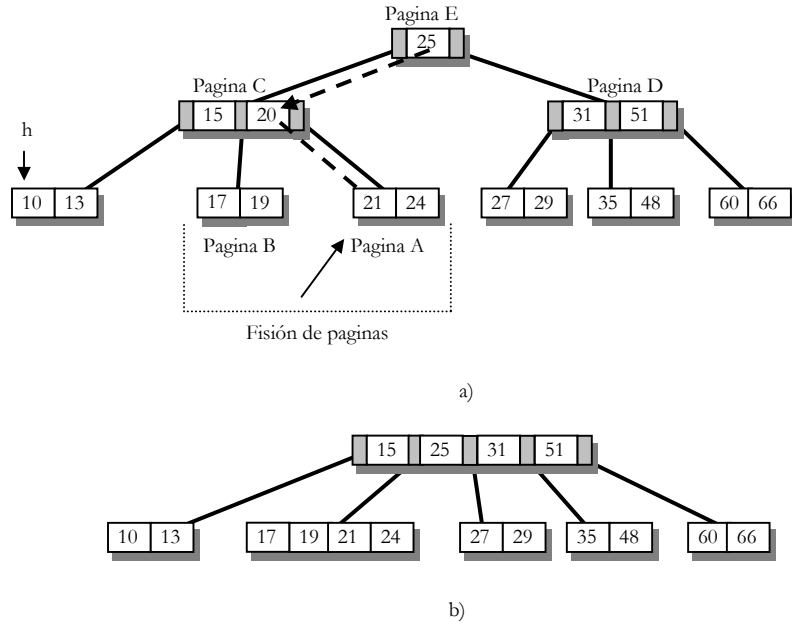 Pagina E
25
Pagina C
Pagina D
15 20
31 51
h
10 13
17 19
21 24
27 29
35 48
60 66
Pagina B
Pagina A
Fisión de paginas
a)
15 25 31 51
10 13
17 19 21 24
27 29
35 48
60 66
b)